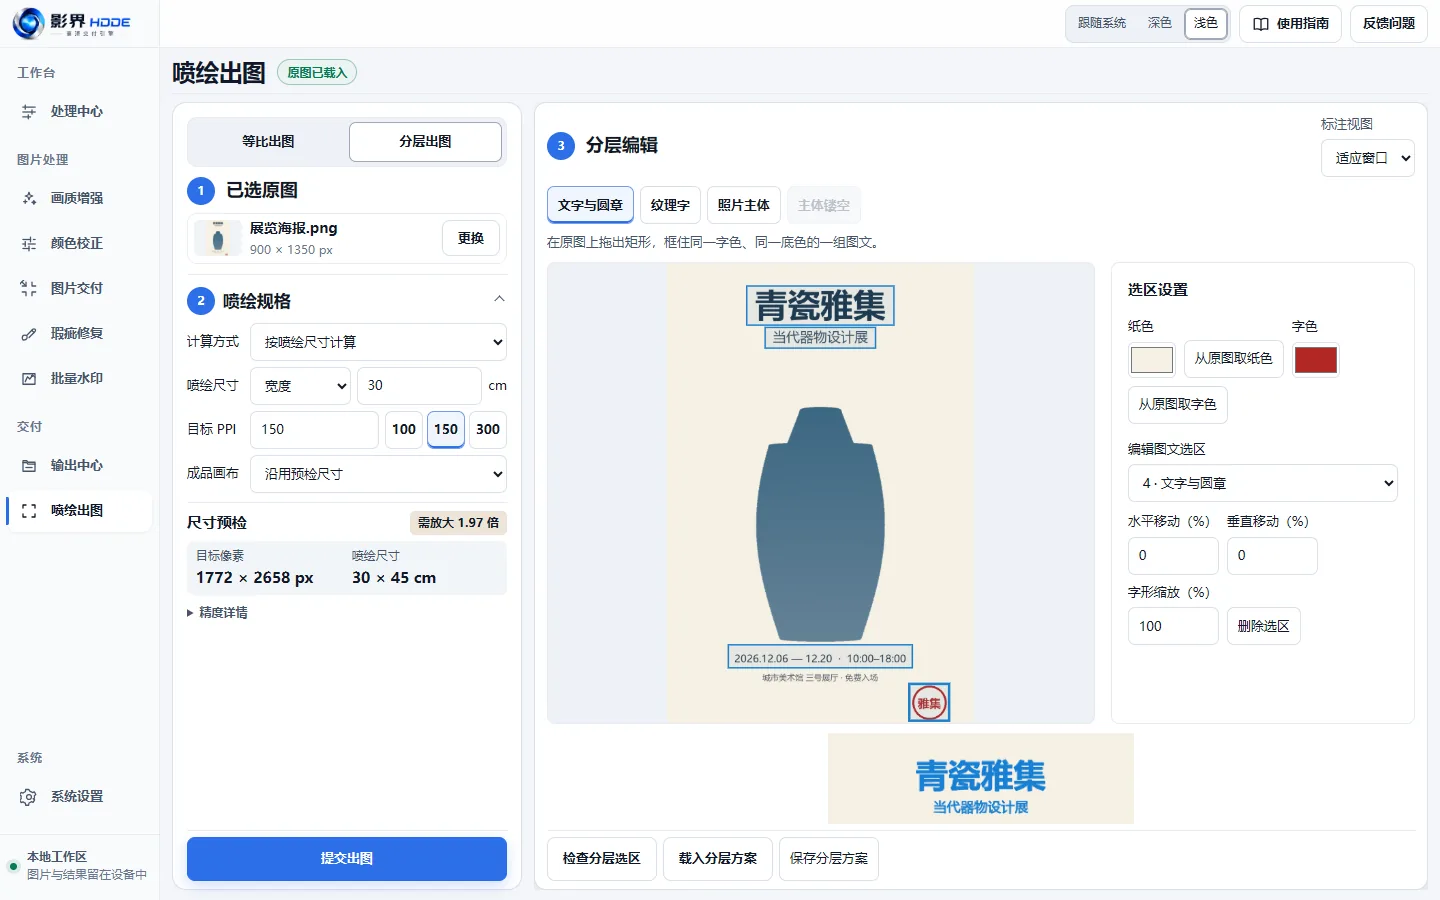 影界 HDDE
跟随系统 深色 浅色 使用指南 反馈问题
工作台
处理中心
图片处理
画质增强
颜色校正
图片交付
瑕疵修复
批量水印
交付
输出中心
喷绘出图
系统
系统设置
本地工作区
图片与结果留在设备中
喷绘出图 原图已载入
等比出图 分层出图
1 已选原图
展览海报.png
900 × 1350 px
更换
2 喷绘规格
计算方式 按喷绘尺寸计算
喷绘尺寸 宽度 30 cm
目标 PPI 150 100 150 300
成品画布 沿用预检尺寸
尺寸预检 需放大 1.97 倍
目标像素 喷绘尺寸
1772 × 2658 px 30 × 45 cm
精度详情
提交出图
3 分层编辑
标注视图
适应窗口
文字与圆章 纹理字 照片主体 主体镂空
在原图上拖出矩形，框住同一字色、同一底色的一组图文。
青瓷雅集
当代器物设计展
2026.12.06 — 12.20 · 10:00–18:00
城市美术馆 三号展厅 · 免费入场
雅集
选区设置
纸色 字色
从原图取纸色
从原图取字色
编辑图文选区
4 · 文字与圆章
水平移动（%） 垂直移动（%）
0 0
字形缩放（%）
100 删除选区
青瓷雅集
当代器物设计展
检查分层选区 载入分层方案 保存分层方案